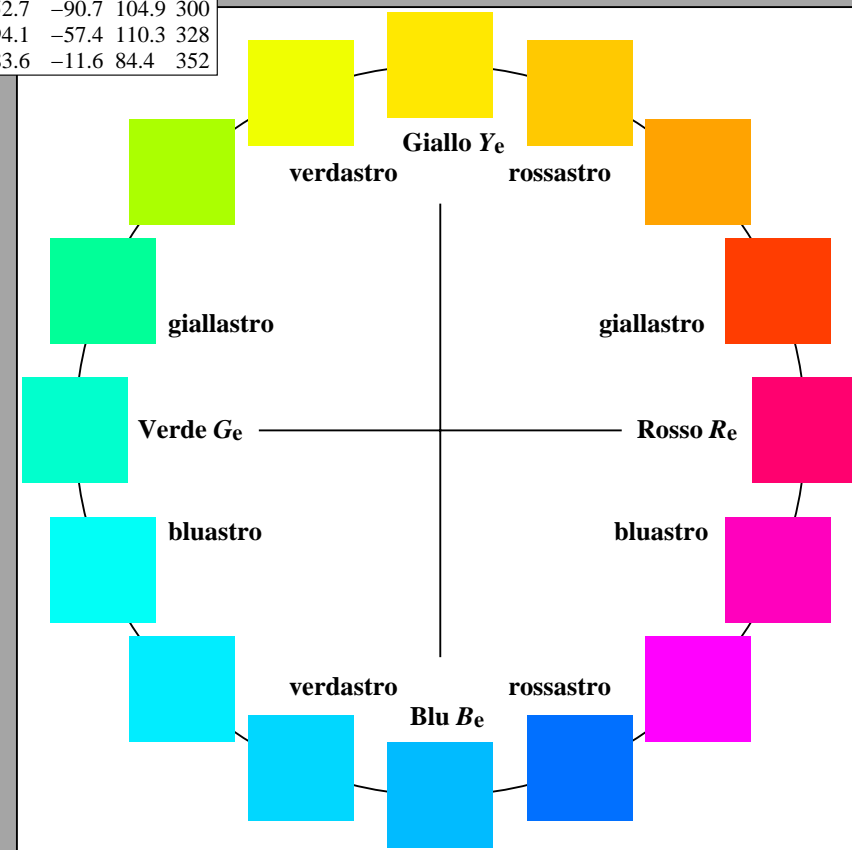 −90.7 104.9 300
−57.4 110.3 328
−11.6 84.4 352
Giallo Ye
verdastro rossastro
giallastro giallastro
Verde Ge Rosso Re
bluastro bluastro
verdastro rossastro
Blu Be